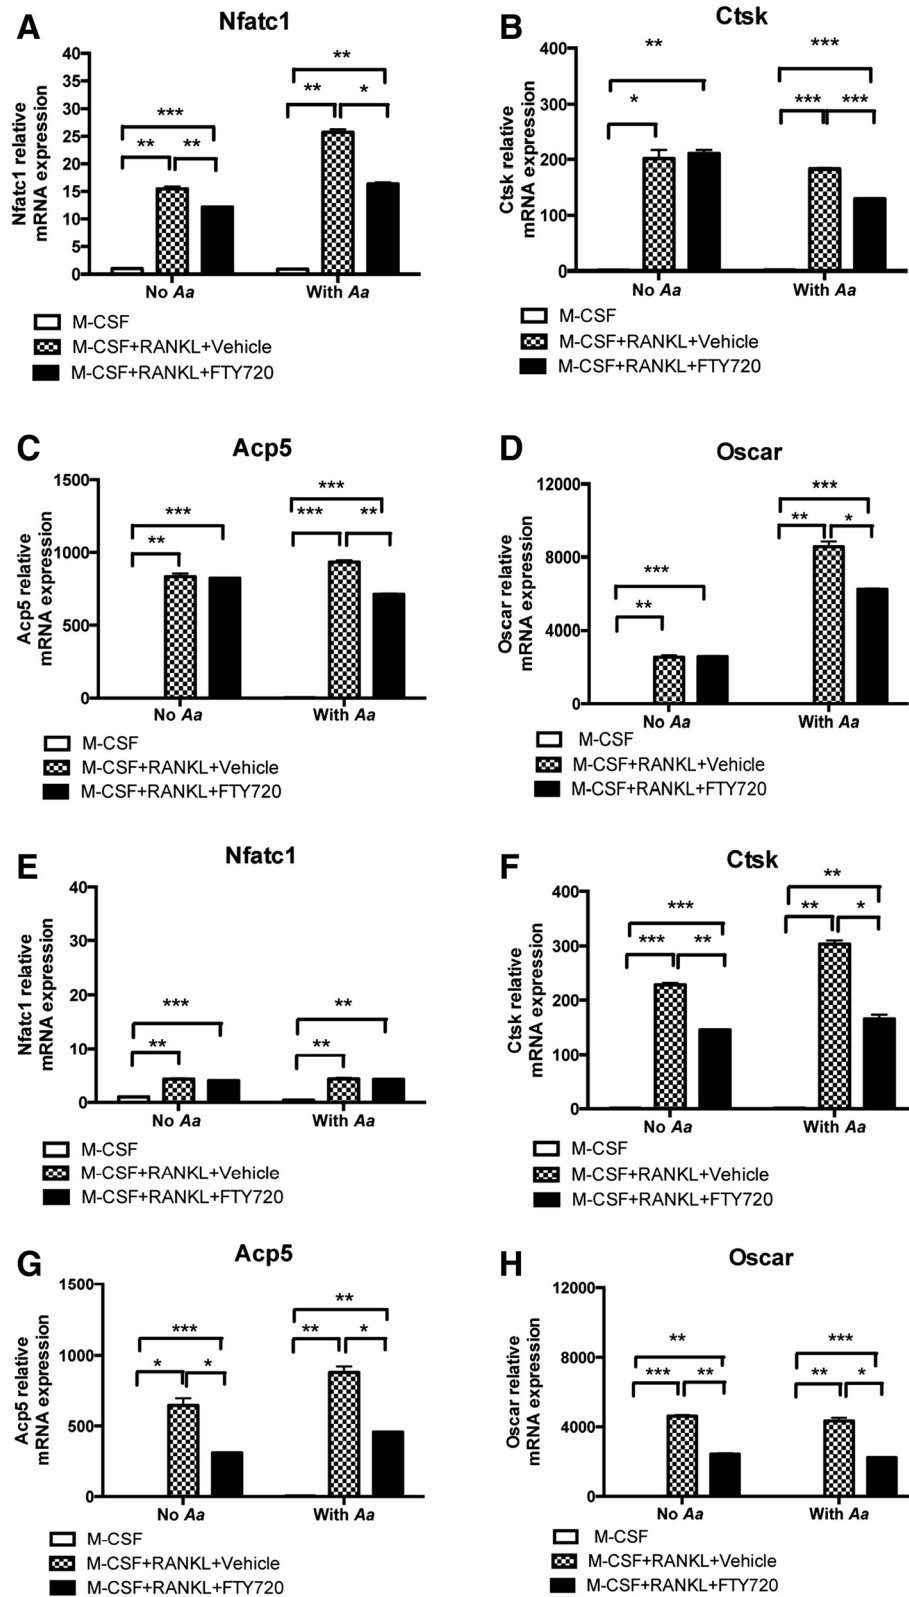 A
Nfatc1
Nfatc1 relative
mRNA expression
40
35
30
25
20
15
10
5
0
***
**
**
**
**
*
No Aa
With Aa
M-CSF
M-CSF+RANKL+Vehicle
M-CSF+RANKL+FTY720
B
Ctsk
Ctsk relative
mRNA expression
400
300
200
100
0
**
*
***
***
***
No Aa
With Aa
M-CSF
M-CSF+RANKL+Vehicle
M-CSF+RANKL+FTY720
C
Acp5
Acp5 relative
mRNA expression
1500
1000
500
0
***
**
***
***
**
No Aa
With Aa
M-CSF
M-CSF+RANKL+Vehicle
M-CSF+RANKL+FTY720
D
Oscar
Oscar relative
mRNA expression
12000
8000
4000
0
***
**
***
**
*
No Aa
With Aa
M-CSF
M-CSF+RANKL+Vehicle
M-CSF+RANKL+FTY720
E
Nfatc1
Nfatc1 relative
mRNA expression
40
30
20
10
0
***
**
**
**
No Aa
With Aa
M-CSF
M-CSF+RANKL+Vehicle
M-CSF+RANKL+FTY720
F
Ctsk
Ctsk relative
mRNA expression
400
300
200
100
0
***
***
**
**
**
*
No Aa
With Aa
M-CSF
M-CSF+RANKL+Vehicle
M-CSF+RANKL+FTY720
G
Acp5
Acp5 relative
mRNA expression
1500
1000
500
0
***
*
*
**
**
*
No Aa
With Aa
M-CSF
M-CSF+RANKL+Vehicle
M-CSF+RANKL+FTY720
H
Oscar
Oscar relative
mRNA expression
12000
8000
4000
0
**
***
**
***
**
*
No Aa
With Aa
M-CSF
M-CSF+RANKL+Vehicle
M-CSF+RANKL+FTY720